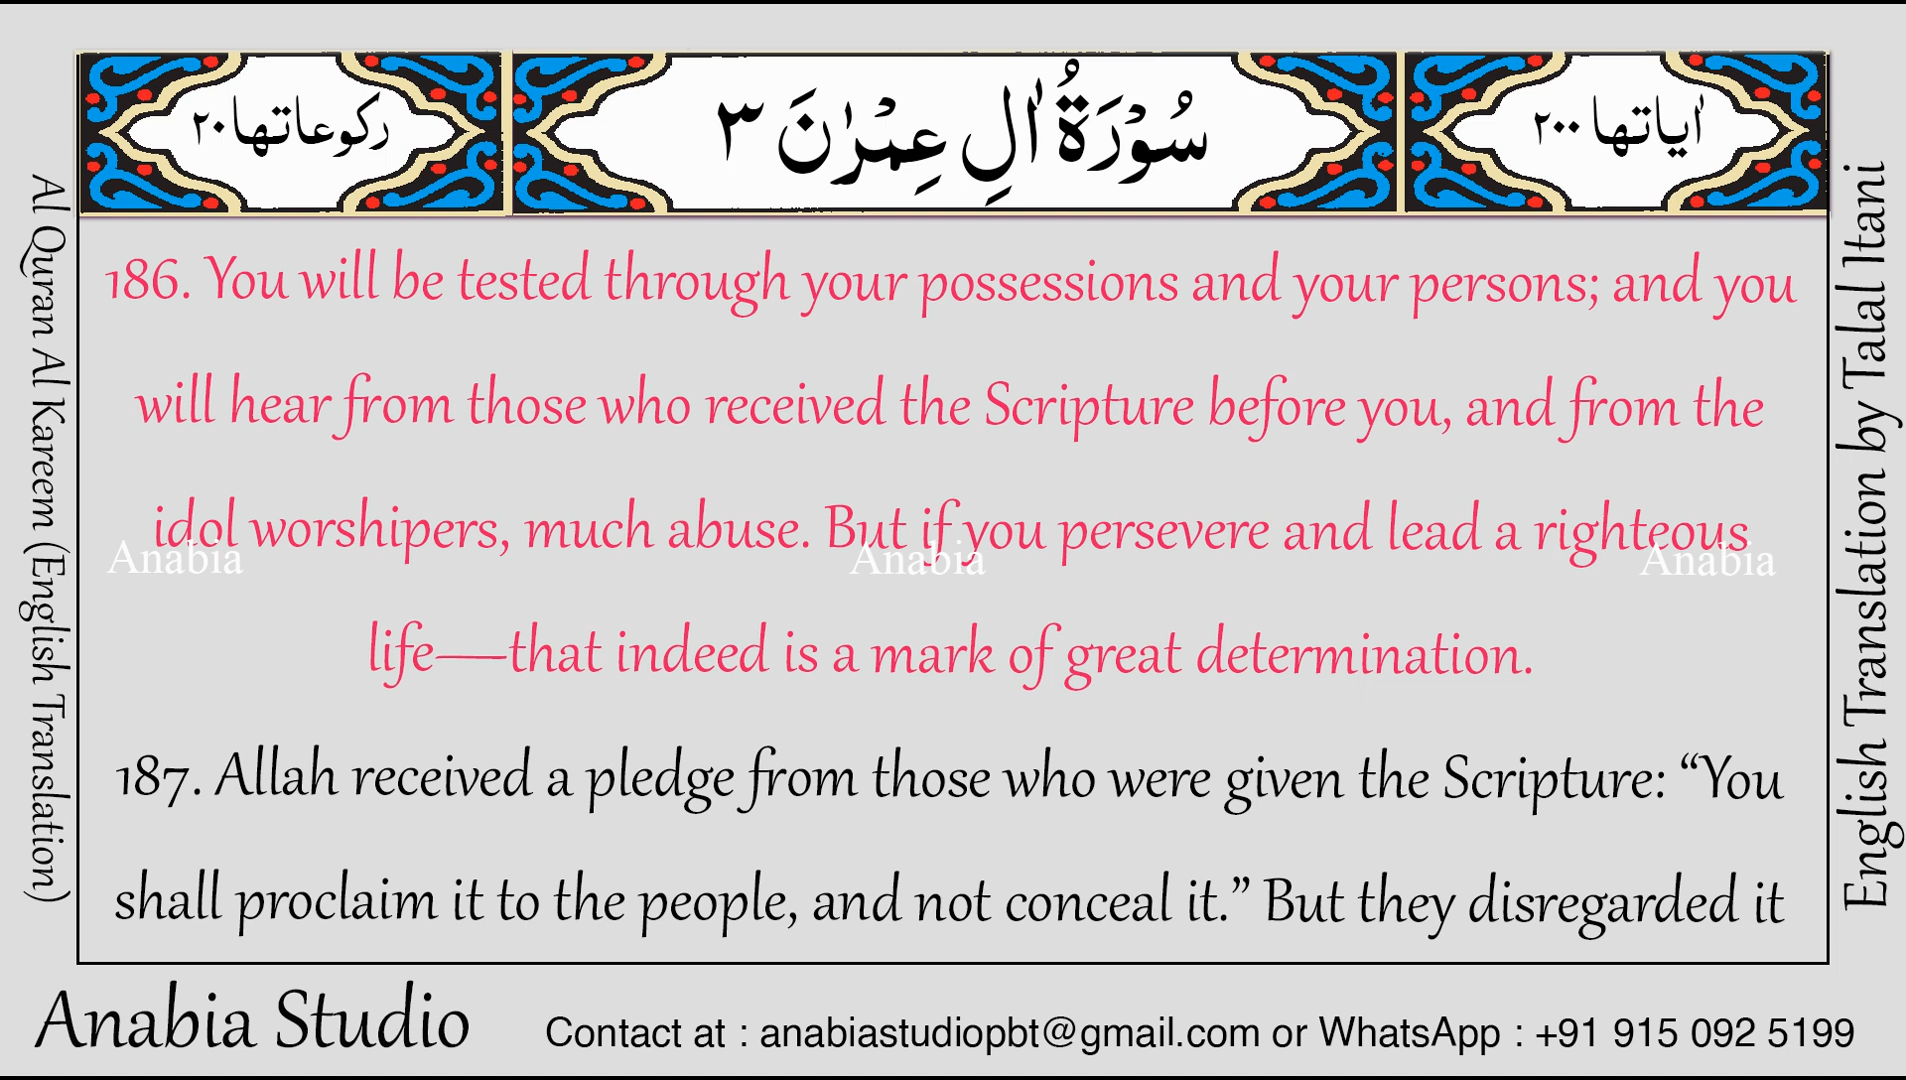 اٰیاتها ٢٠٠
سُوْرَةُ اٰلِ عِمْرٰنَ ٣
رکوعاتها ٢٠
Al Quran Al Kareem (English Translation)
186. You will be tested through your possessions and your persons; and you
will hear from those who received the Scripture before you, and from the
idol worshipers, much abuse. But if you persevere and lead a righteous
Anabia Anabia Anabia
life—that indeed is a mark of great determination.
187. Allah received a pledge from those who were given the Scripture: “You
shall proclaim it to the people, and not conceal it.” But they disregarded it
English Translation by Talal Itani
Anabia Studio
Contact at : anabiastudiopbt@gmail.com or WhatsApp : +91 915 092 5199